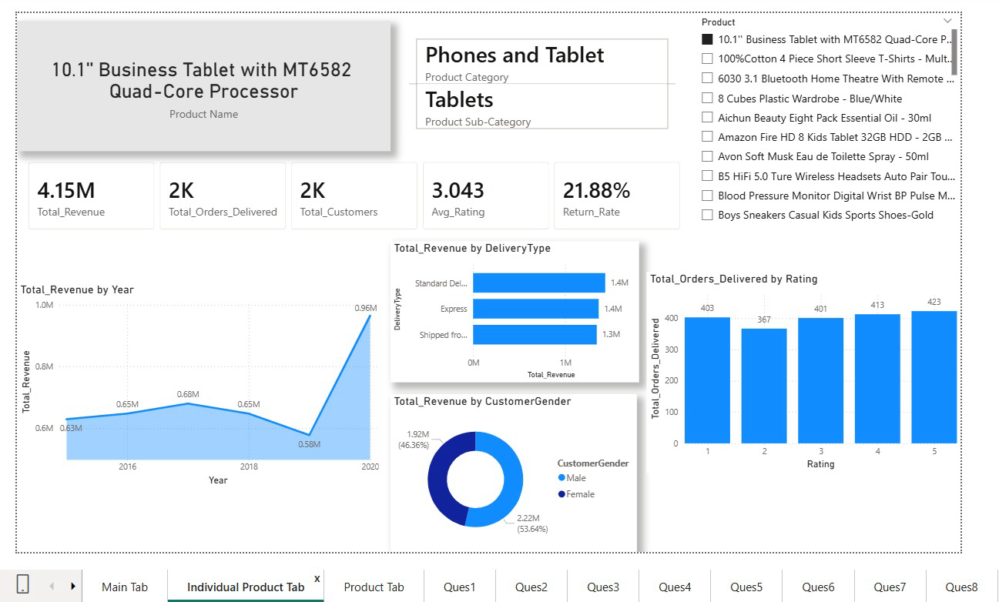 10.1" Business Tablet with MT6582
Quad-Core Processor
Product Name
Phones and Tablet
Product Category
Tablets
Product Sub-Category
Product
10.1" Business Tablet with MT6582 Quad-Core P...
100%Cotton 4 Piece Short Sleeve T-Shirts - Mult...
6030 3.1 Bluetooth Home Theatre With Remote ...
8 Cubes Plastic Wardrobe - Blue/White
Aichun Beauty Eight Pack Essential Oil - 30ml
Amazon Fire HD 8 Kids Tablet 32GB HDD - 2GB ...
Avon Soft Musk Eau de Toilette Spray - 50ml
B5 HiFi 5.0 Ture Wireless Headsets Auto Pair Tou...
Blood Pressure Monitor Digital Wrist BP Pulse M...
Boys Sneakers Casual Kids Sports Shoes-Gold
4.15M
Total_Revenue
2K
Total_Orders_Delivered
2K
Total_Customers
3.043
Avg_Rating
21.88%
Return_Rate
Total_Revenue by Year
Total_Revenue
1.0M
0.8M
0.6M
0.63M
0.65M
0.68M
0.65M
0.58M
0.96M
2016
2018
2020
Year
Total_Revenue by DeliveryType
DeliveryType
Standard Del...
1.4M
Express
1.4M
Shipped fro...
1.3M
0M
1M
Total_Revenue
Total_Revenue by CustomerGender
1.92M
(46.36%)
2.22M
(53.64%)
CustomerGender
Male
Female
Total_Orders_Delivered by Rating
Total_Orders_Delivered
400
300
200
100
0
403
367
401
413
423
1
2
3
4
5
Rating
Main Tab
Individual Product Tab
x
Product Tab
Ques1
Ques2
Ques3
Ques4
Ques5
Ques6
Ques7
Ques8